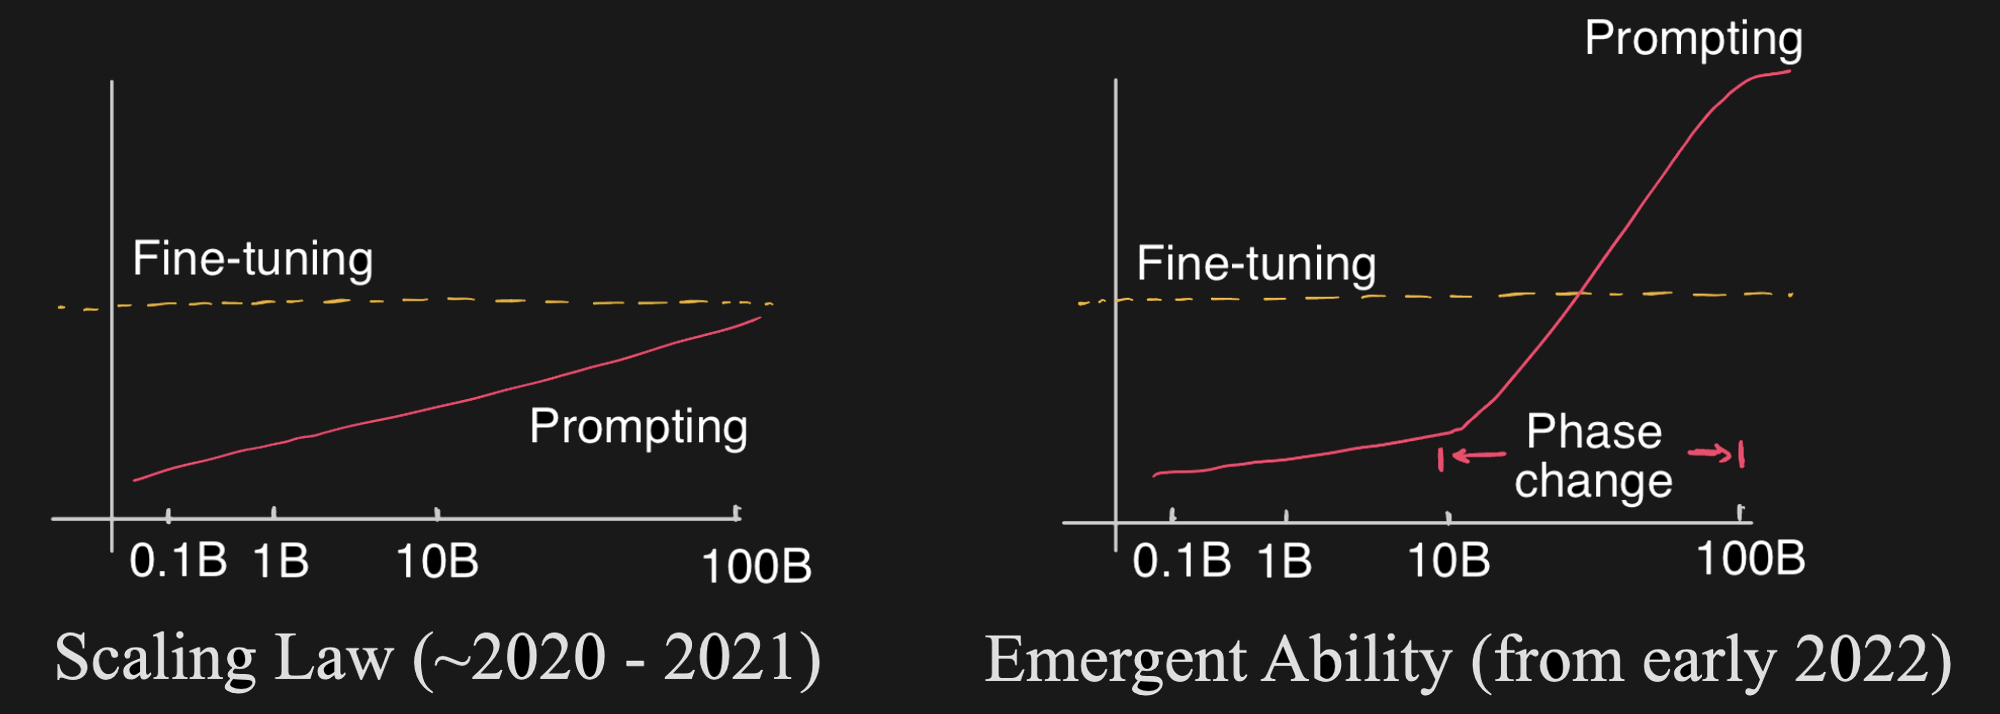 Fine-tuning
Prompting
0.1B 1B 10B 100B
Scaling Law (~2020 - 2021)
Prompting
Fine-tuning
Phase
change
0.1B 1B 10B 100B
Emergent Ability (from early 2022)